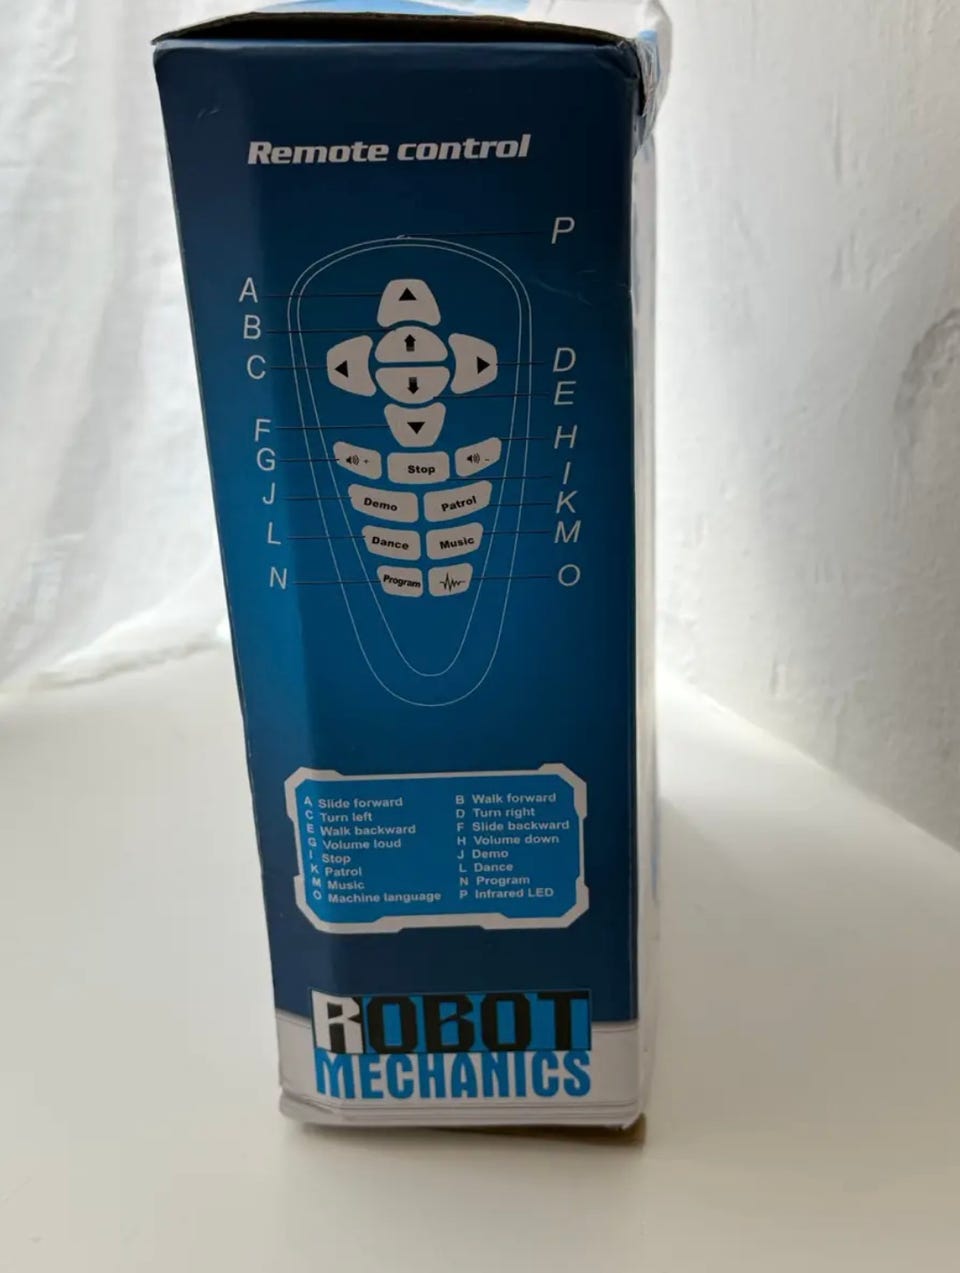 Remote control
P
A
B
C
D
E
F
G
H
I
J
K
L
M
N
O
+
Stop
-
Demo
Patrol
Dance
Music
Program
A Slide forward
B Walk forward
C Turn left
D Turn right
E Walk backward
F Slide backward
G Volume loud
H Volume down
I Stop
J Demo
K Patrol
L Dance
M Music
N Program
O Machine language
P Infrared LED
ROBOT
MECHANICS